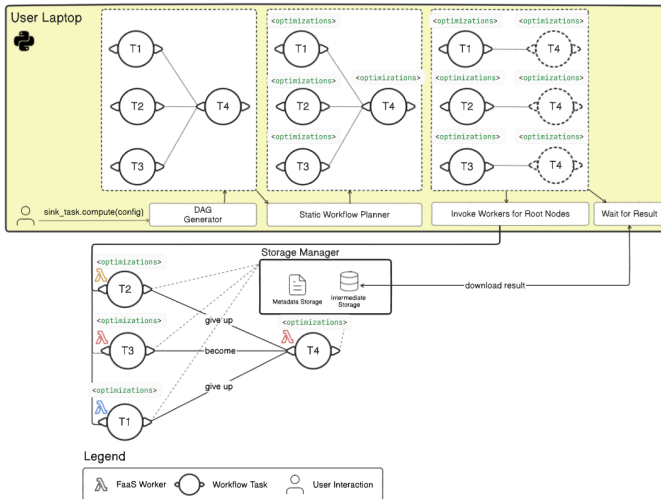 User Laptop
<optimizations>
<optimizations>
<optimizations>
T1
T1
T1
T4
<optimizations>
<optimizations>
<optimizations>
<optimizations>
T2
T4
T2
T4
T2
T4
<optimizations>
<optimizations>
<optimizations>
T3
T3
T3
T4
sink_task.compute(config)
DAG
Generator
Static Workflow Planner
Invoke Workers for Root Nodes
Wait for Result
Storage Manager
<optimizations>
T2
Metadata Storage
Intermediate
Storage
download result
<optimizations>
give up
<optimizations>
T3
become
T4
<optimizations>
give up
T1
Legend
FaaS Worker
Workflow Task
User Interaction